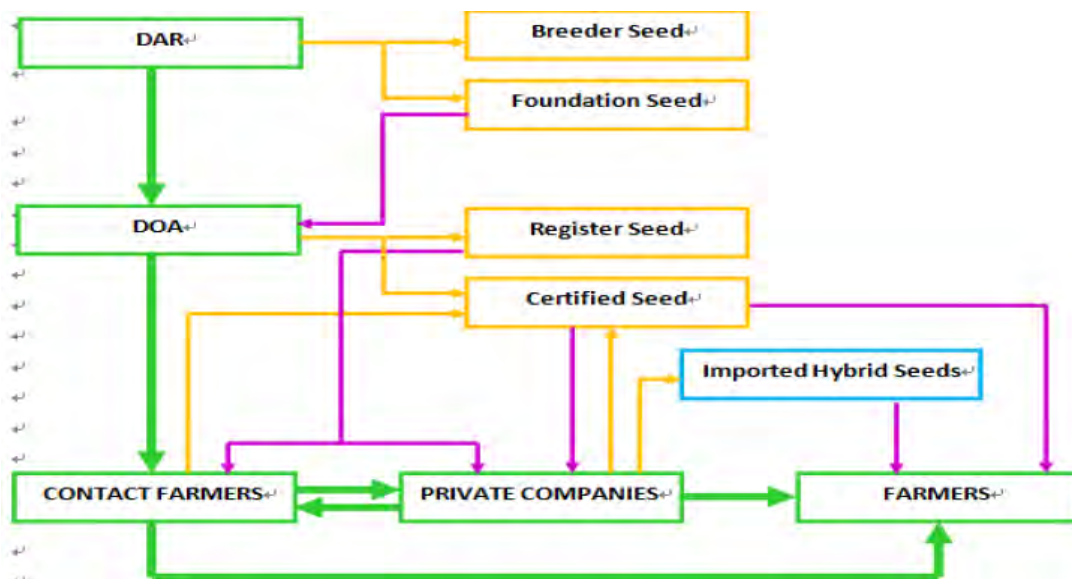 DAR
Breeder Seed
Foundation Seed
DOA
Register Seed
Certified Seed
Imported Hybrid Seeds
CONTACT FARMERS
PRIVATE COMPANIES
FARMERS